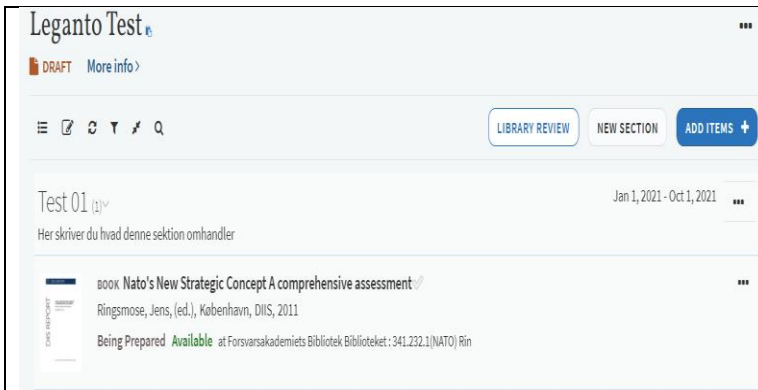 Leganto Test
DRAFT More info >
LIBRARY REVIEW NEW SECTION ADD ITEMS +
Test 01 (1) Jan 1, 2021 - Oct 1, 2021
Her skriver du hvad denne sektion omhandler
BOOK Nato's New Strategic Concept A comprehensive assessment
Ringsmose, Jens, (ed.), København, DIIS, 2011
Being Prepared Available at Forsvarsakademiets Bibliotek Biblioteket : 341.232.1(NATO) Rin
DIIS REPORT